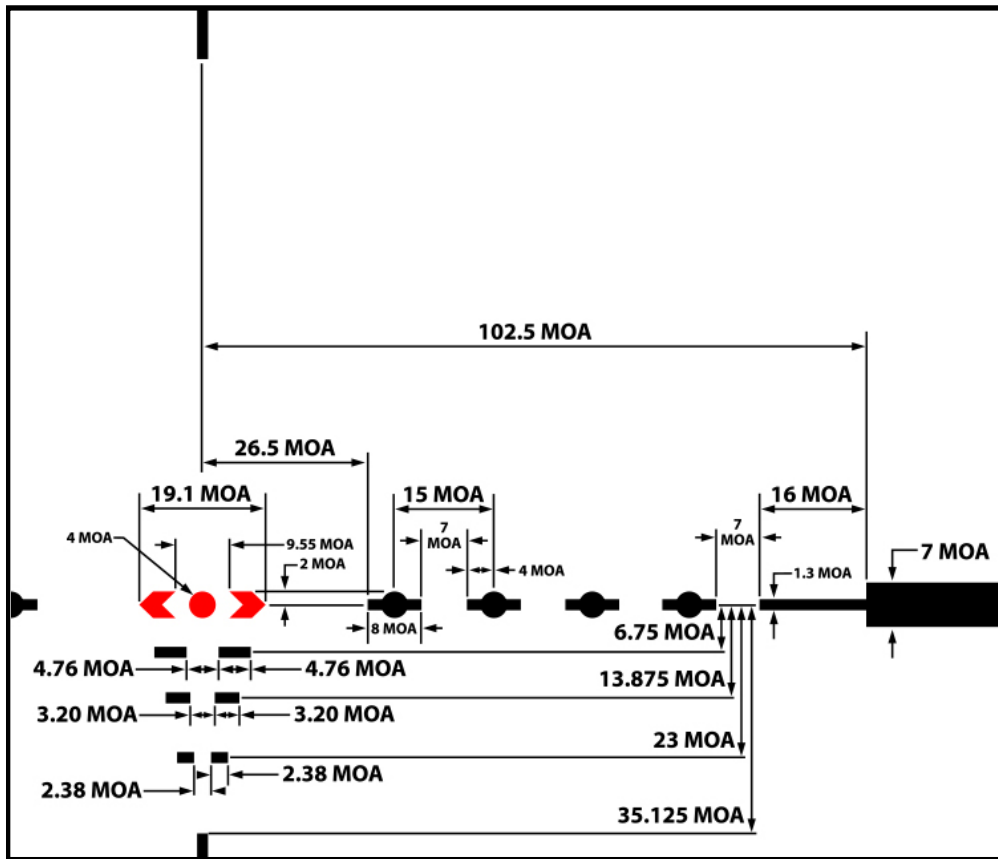 102.5 MOA
26.5 MOA
19.1 MOA
15 MOA
16 MOA
4 MOA
9.55 MOA
2 MOA
7
MOA
4 MOA
7
MOA
1.3 MOA
7 MOA
8 MOA
6.75 MOA
4.76 MOA
4.76 MOA
13.875 MOA
3.20 MOA
3.20 MOA
23 MOA
2.38 MOA
2.38 MOA
35.125 MOA